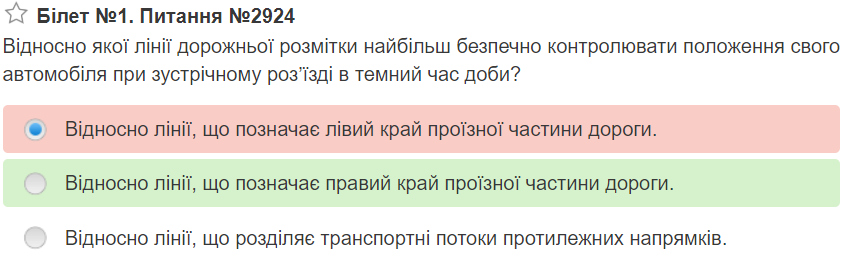 Білет №1. Питання №2924
Відносно якої лінії дорожньої розмітки найбільш безпечно контролювати положення свого
автомобіля при зустрічному роз’їзді в темний час доби?
Відносно лінії, що позначає лівий край проїзної частини дороги.
Відносно лінії, що позначає правий край проїзної частини дороги.
Відносно лінії, що розділяє транспортні потоки протилежних напрямків.